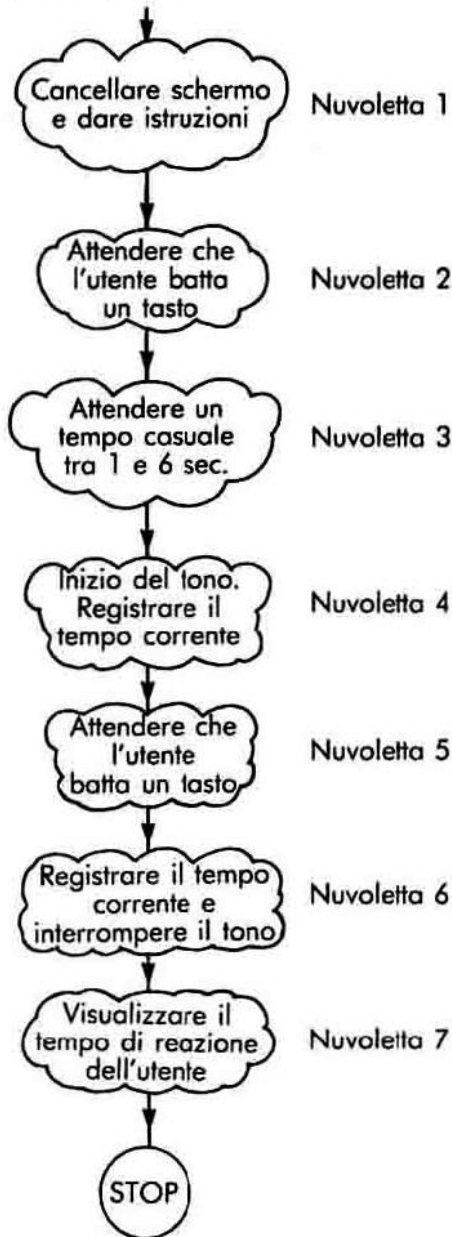 Cancellare schermo
e dare istruzioni
Nuvoletta 1
Attendere che
l'utente batta
un tasto
Nuvoletta 2
Attendere un
tempo casuale
tra 1 e 6 sec.
Nuvoletta 3
Inizio del tono.
Registrare il
tempo corrente
Nuvoletta 4
Attendere che
l'utente
batta un tasto
Nuvoletta 5
Registrare il tempo
corrente e
interrompere il tono
Nuvoletta 6
Visualizzare il
tempo di reazione
dell'utente
Nuvoletta 7
STOP